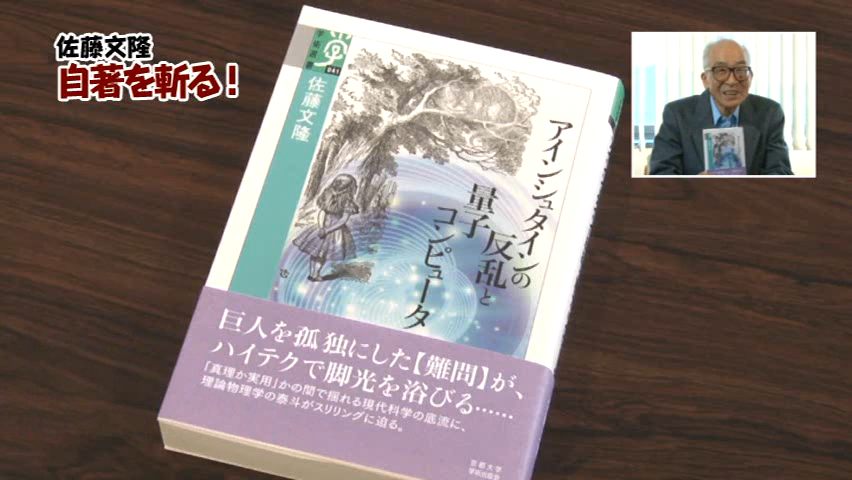 佐藤文隆
自著を斬る!
学術選書
041
佐藤文隆
アインシュタインの
反乱と
量子
コンピュータ
巨人を孤独にした【難問】が、
ハイテクで脚光を浴びる……
「真理か実用」かの間で揺れる現代科学の底流に、
理論物理学の泰斗がスリリングに迫る。
京都大学
学術出版会